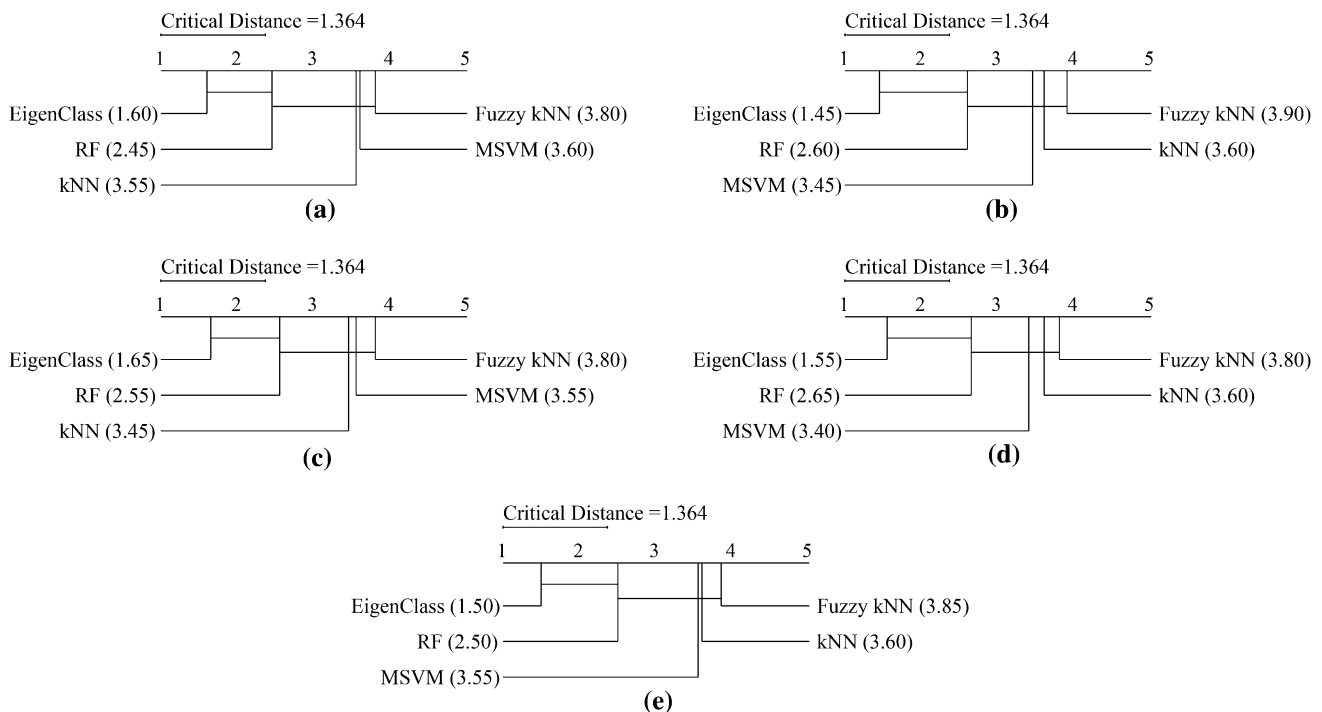 Critical Distance =1.364
1 2 3 4 5
EigenClass (1.60)
Fuzzy kNN (3.80)
RF (2.45)
MSVM (3.60)
kNN (3.55)
(a)
Critical Distance =1.364
1 2 3 4 5
EigenClass (1.45)
Fuzzy kNN (3.90)
RF (2.60)
kNN (3.60)
MSVM (3.45)
(b)
Critical Distance =1.364
1 2 3 4 5
EigenClass (1.65)
Fuzzy kNN (3.80)
RF (2.55)
MSVM (3.55)
kNN (3.45)
(c)
Critical Distance =1.364
1 2 3 4 5
EigenClass (1.55)
Fuzzy kNN (3.80)
RF (2.65)
kNN (3.60)
MSVM (3.40)
(d)
Critical Distance =1.364
1 2 3 4 5
EigenClass (1.50)
Fuzzy kNN (3.85)
RF (2.50)
kNN (3.60)
MSVM (3.55)
(e)